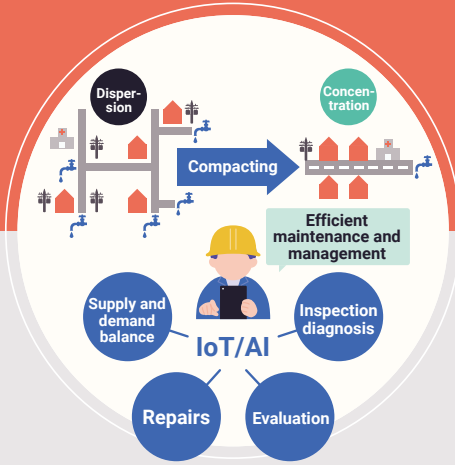 Disper-
sion
Concen-
tration
Compacting
Efficient
maintenance and
management
Supply and
demand
balance
Inspection
diagnosis
IoT/AI
Repairs
Evaluation